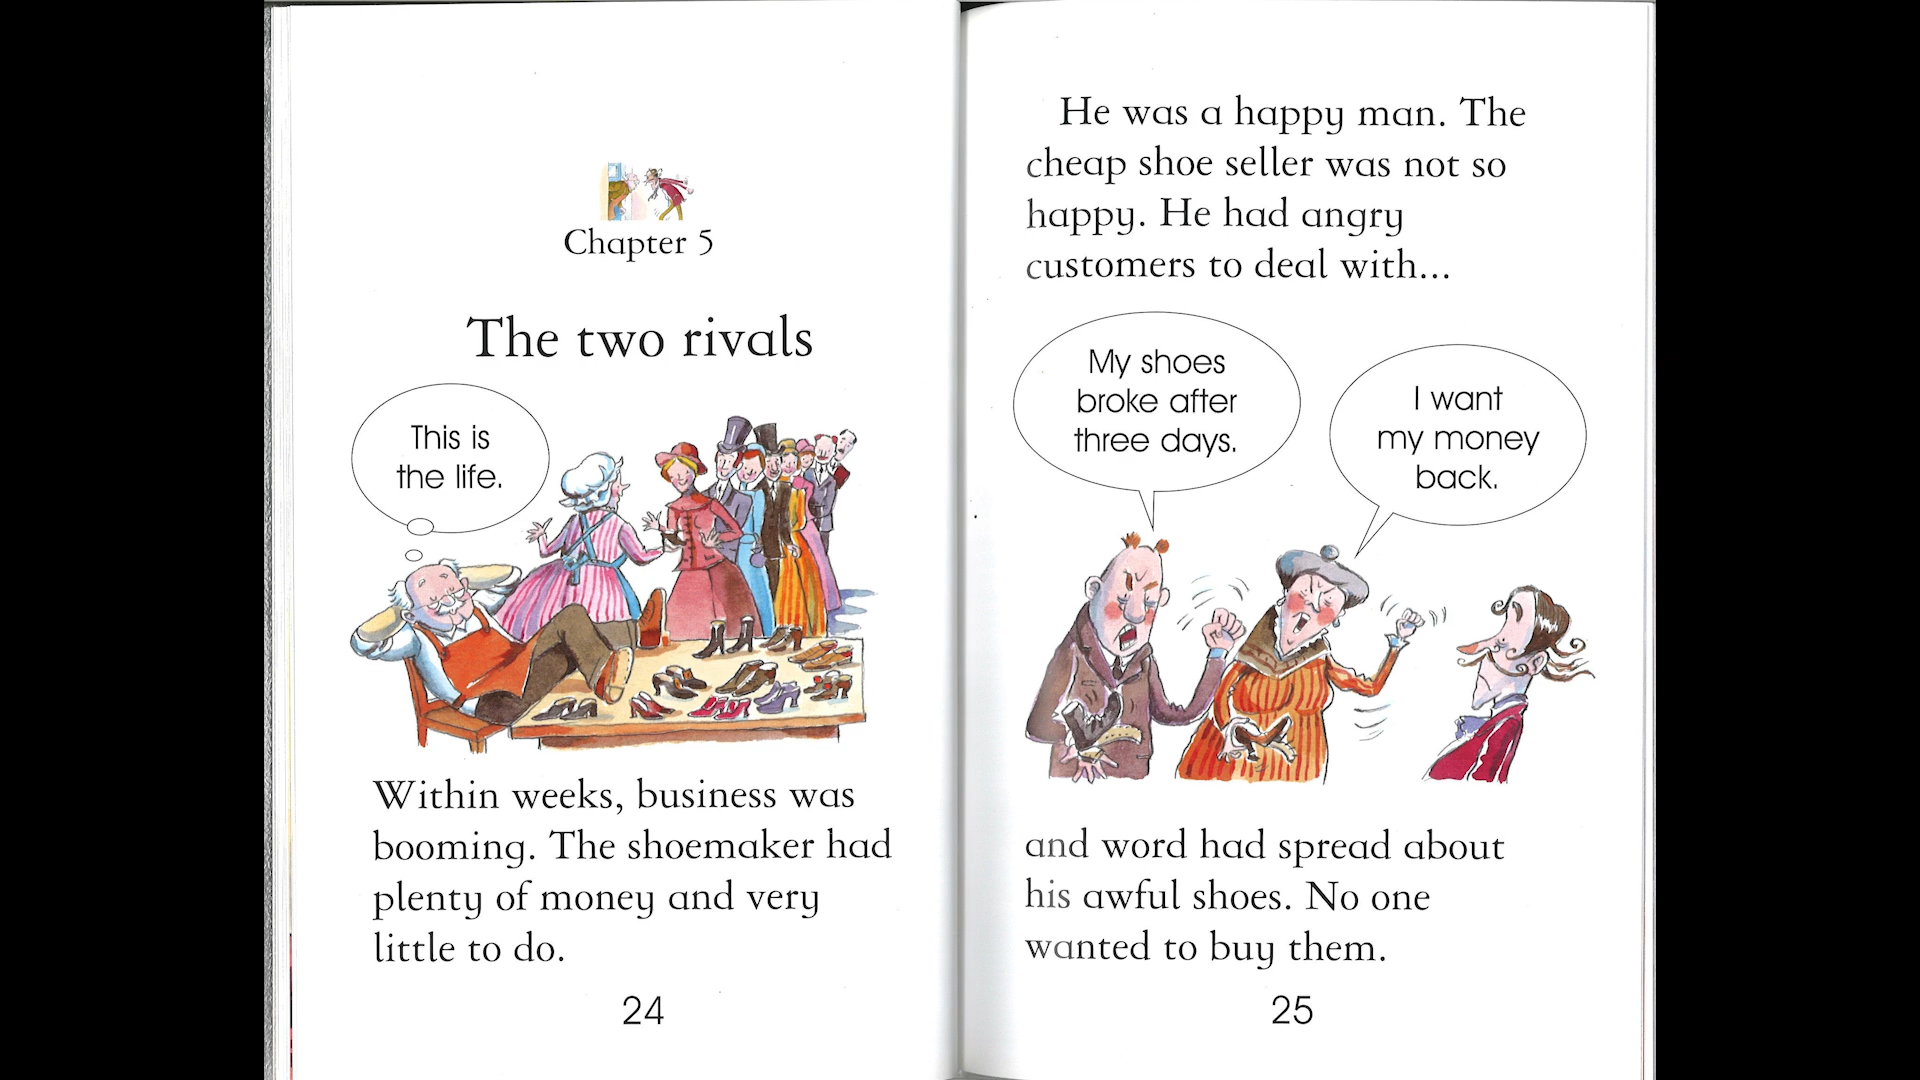 Chapter 5
The two rivals
This is
the life.
Within weeks, business was
booming. The shoemaker had
plenty of money and very
little to do.
24
He was a happy man. The
cheap shoe seller was not so
happy. He had angry
customers to deal with...
My shoes
broke after
three days.
I want
my money
back.
and word had spread about
his awful shoes. No one
wanted to buy them.
25